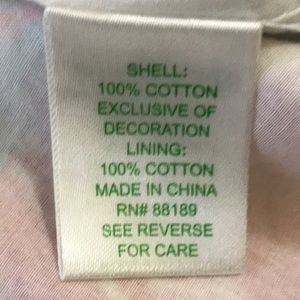 SHELL:
100% COTTON
EXCLUSIVE OF
DECORATION
LINING:
100% COTTON
MADE IN CHINA
RN# 88189
SEE REVERSE
FOR CARE